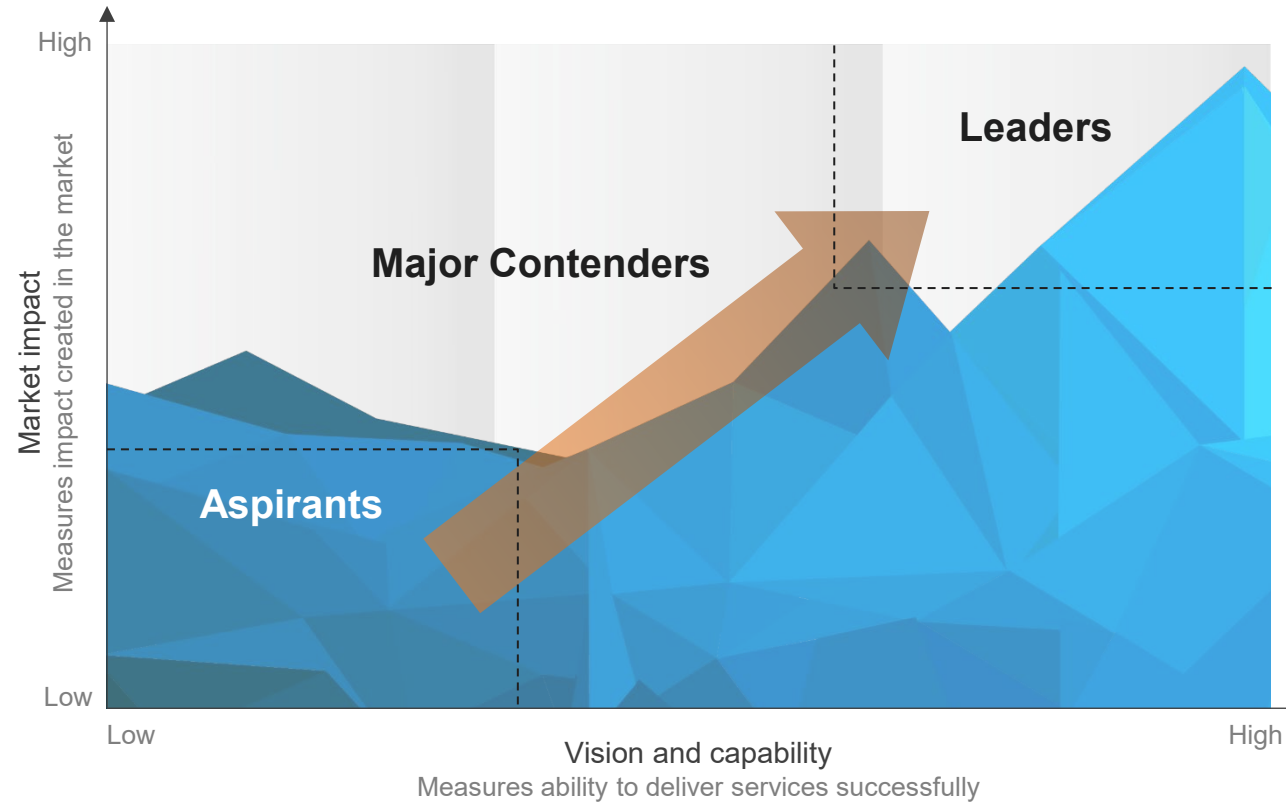 High
Leaders
Major Contenders
Market impact
Measures impact created in the market
Aspirants
Low
Low
High
Vision and capability
Measures ability to deliver services successfully